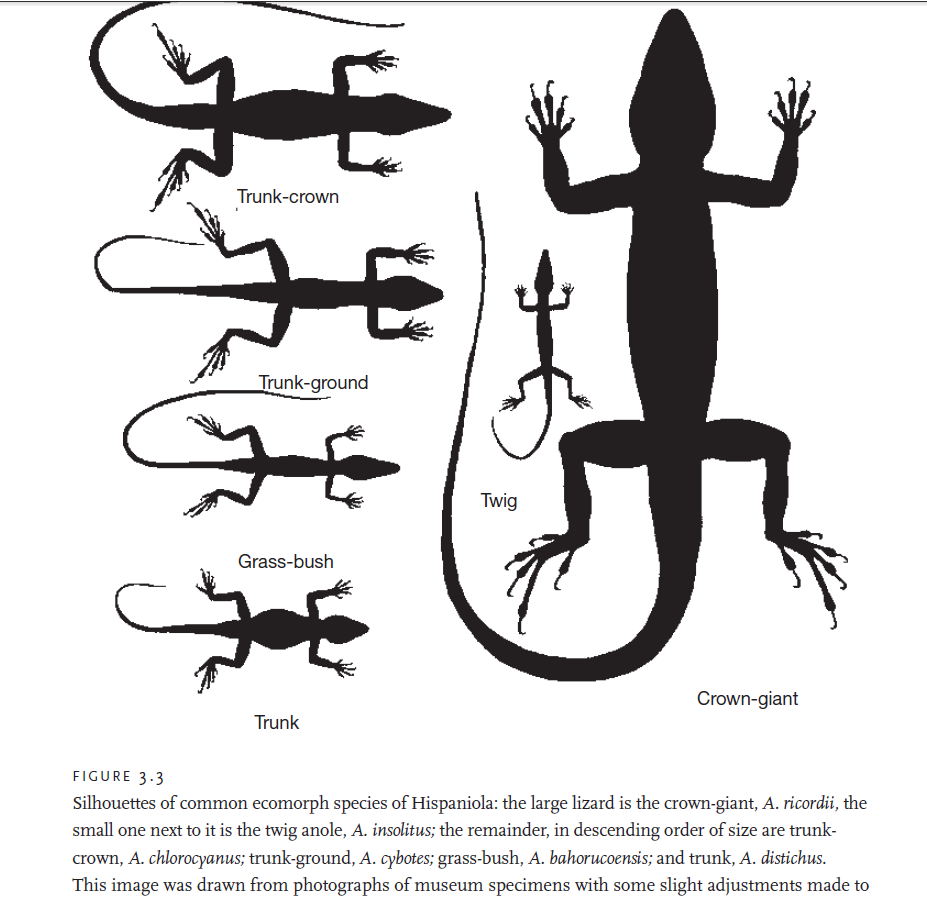 Trunk-crown
Trunk-ground
Grass-bush
Trunk
Twig
Crown-giant
FIGURE 3.3
Silhouettes of common ecomorph species of Hispaniola: the large lizard is the crown-giant, A. ricordii, the
small one next to it is the twig anole, A. insolitus; the remainder, in descending order of size are trunk-
crown, A. chlorocyanus; trunk-ground, A. cybotes; grass-bush, A. bahorucoensis; and trunk, A. distichus.
This image was drawn from photographs of museum specimens with some slight adjustments made to